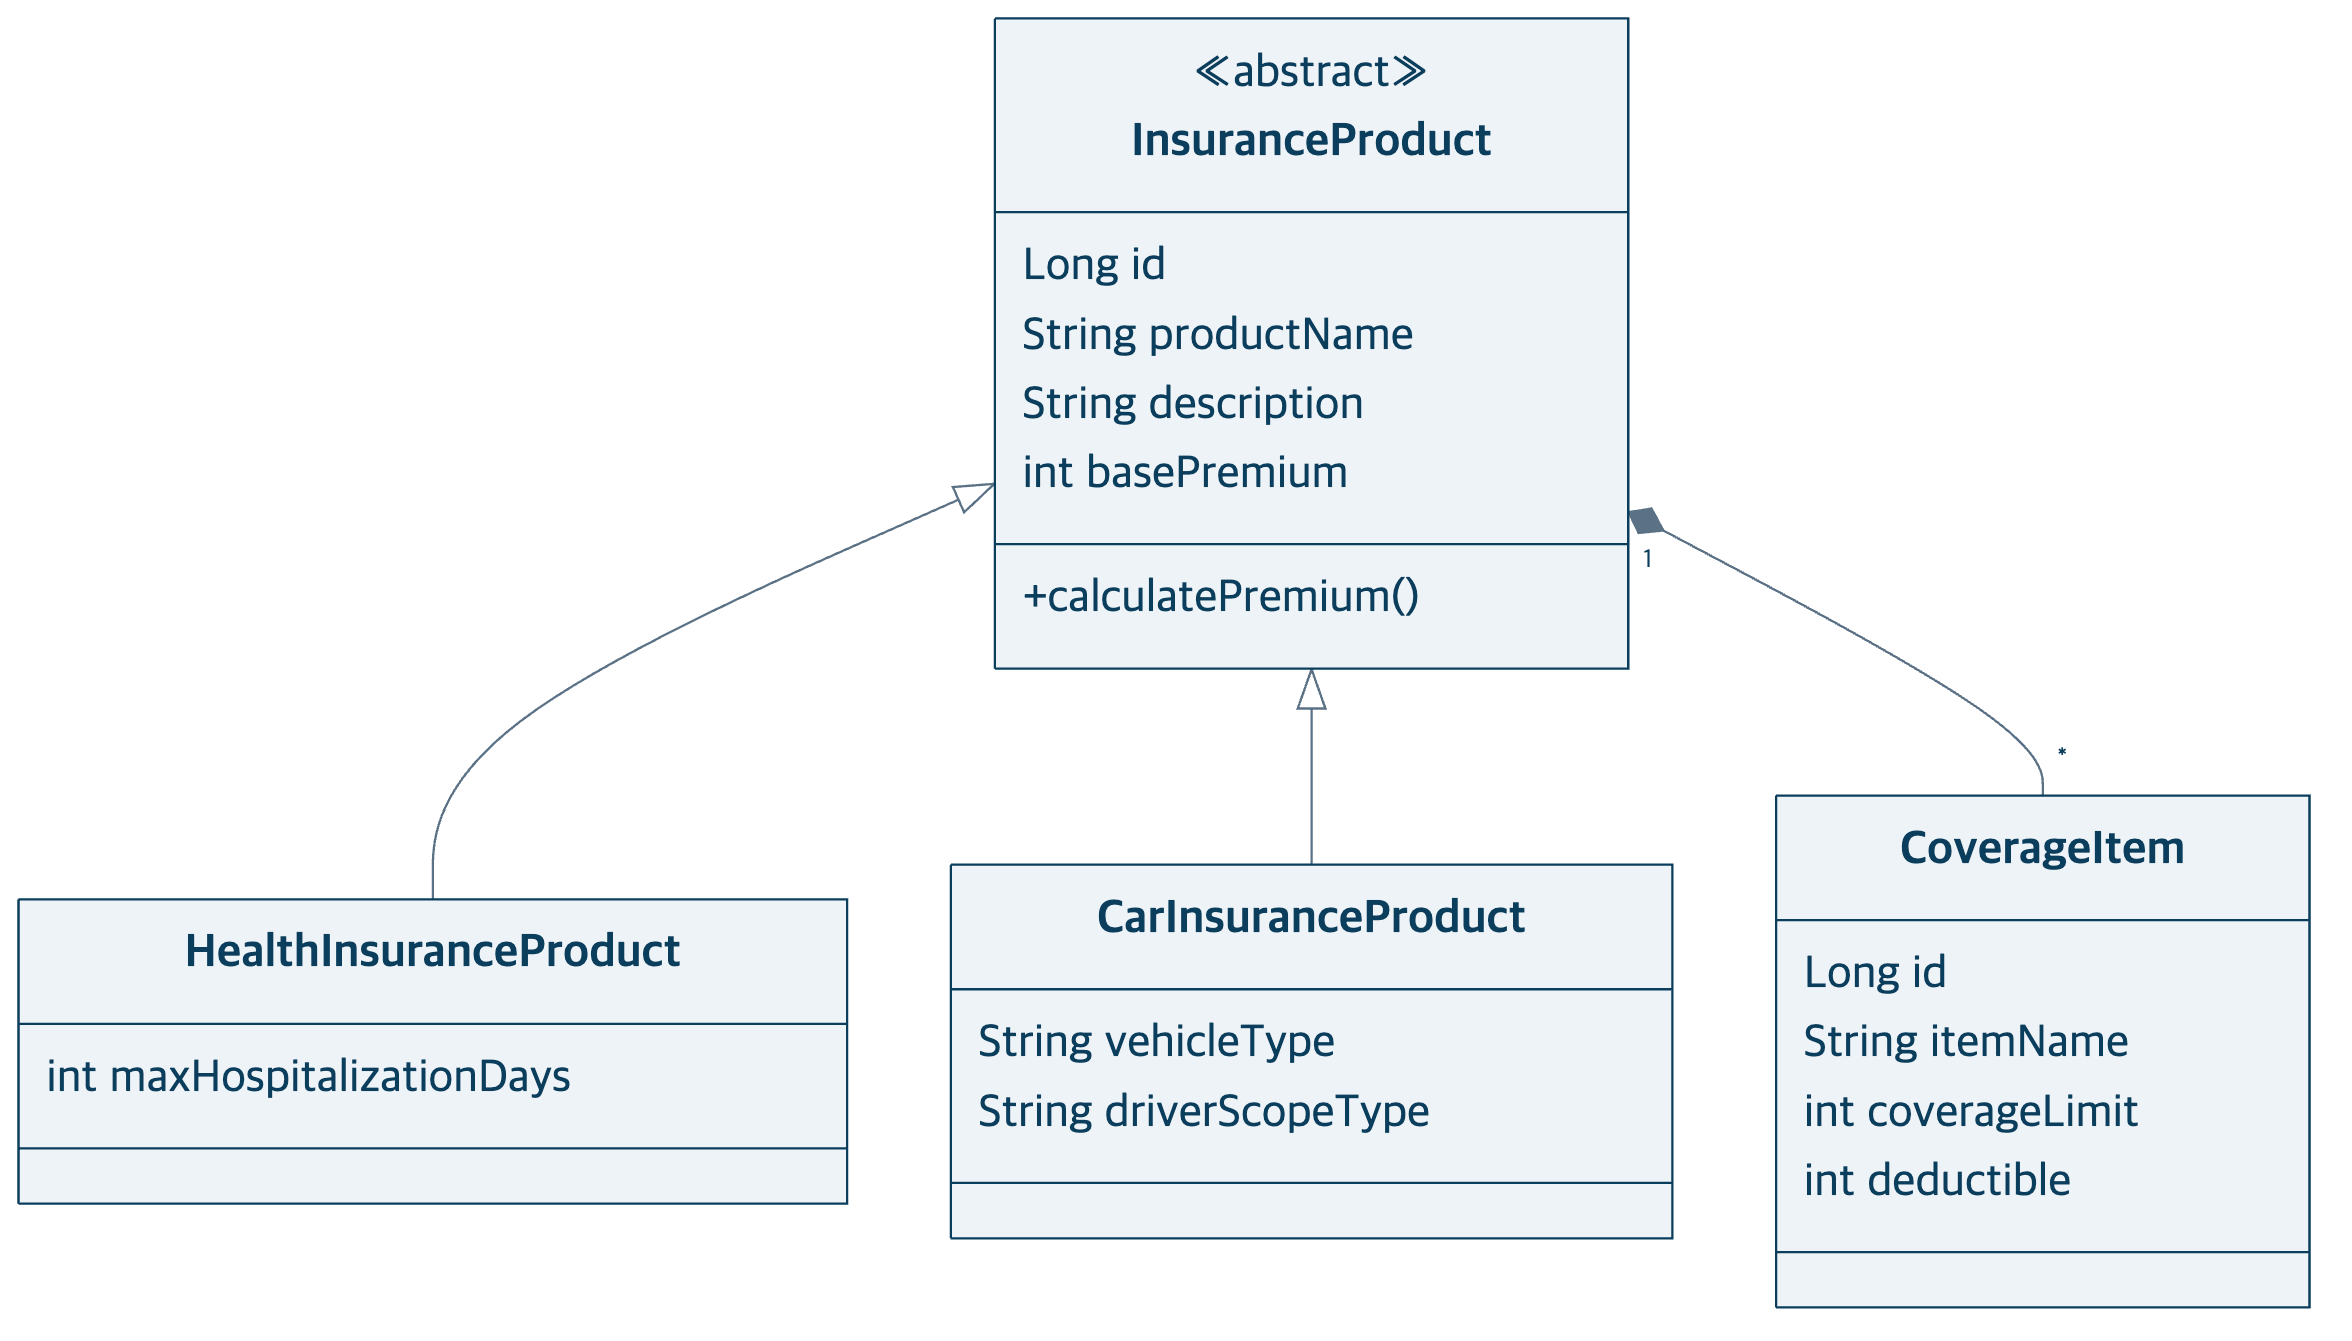 ≪abstract≫
InsuranceProduct
Long id
String productName
String description
int basePremium
+calculatePremium()
1
*
HealthInsuranceProduct
int maxHospitalizationDays
CarInsuranceProduct
String vehicleType
String driverScopeType
CoverageItem
Long id
String itemName
int coverageLimit
int deductible